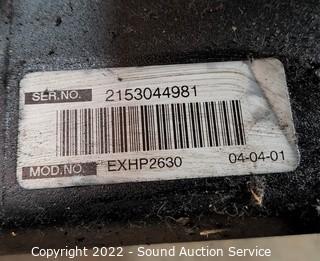 SER.NO. 2153044981
MOD.NO. EXHP2630 04-04-01
Copyright 2022 - Sound Auction Service